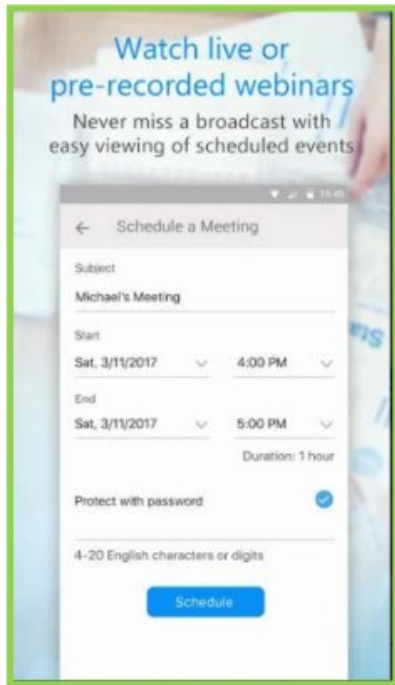 Watch live or
pre-recorded webinars
Never miss a broadcast with
easy viewing of scheduled events
15:40
← Schedule a Meeting
Subject
Michael's Meeting
Start
Sat, 3/11/2017 4:00 PM
End
Sat, 3/11/2017 5:00 PM
Duration: 1 hour
Protect with password
4-20 English characters or digits
Schedule